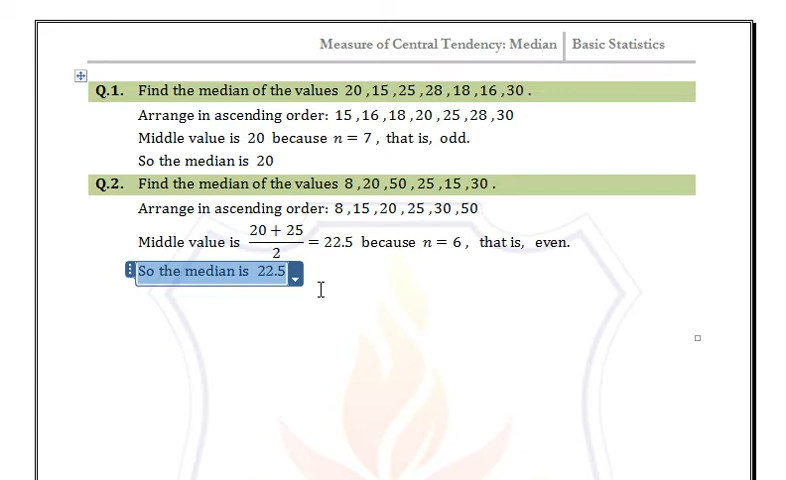 Measure of Central Tendency: Median Basic Statistics
Q.1. Find the median of the values 20 , 15 , 25 , 28 , 18 , 16 , 30 .
Arrange in ascending order: 15 , 16 , 18 , 20 , 25 , 28 , 30
Middle value is 20 because n = 7 , that is, odd.
So the median is 20
Q.2. Find the median of the values 8 , 20 , 50 , 25 , 15 , 30 .
Arrange in ascending order: 8 , 15 , 20 , 25 , 30 , 50
Middle value is (20 + 25)/2 = 22.5 because n = 6 , that is, even.
So the median is 22.5